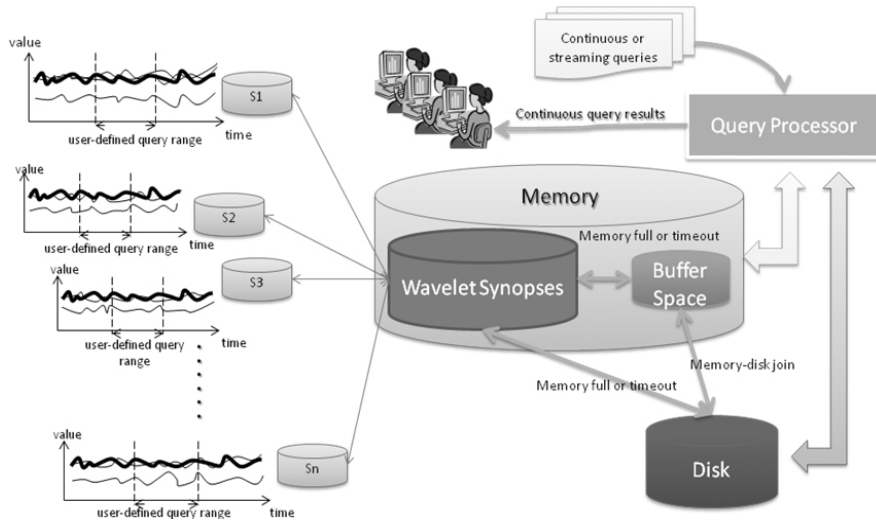 value
S1
time
user-defined query range
value
S2
time
user-defined query range
value
S3
time
user-defined query
range
value
Sn
time
user-defined query range
Continuous or
streaming queries
Continuous query results
Query Processor
Memory
Memory full or timeout
Wavelet Synopses
Buffer
Space
Memory-disk join
Memory full or timeout
Disk